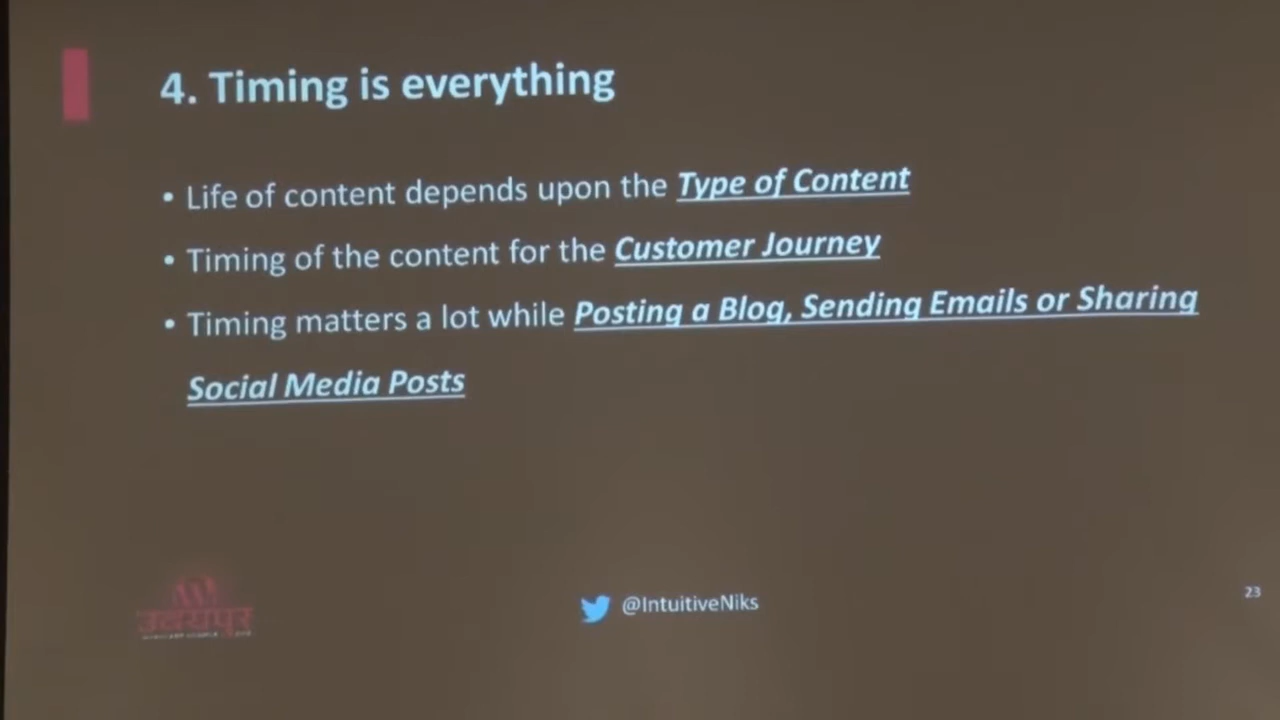 4. Timing is everything
• Life of content depends upon the Type of Content
• Timing of the content for the Customer Journey
• Timing matters a lot while Posting a Blog, Sending Emails or Sharing
Social Media Posts
उदयपुर
@IntuitiveNiks
23